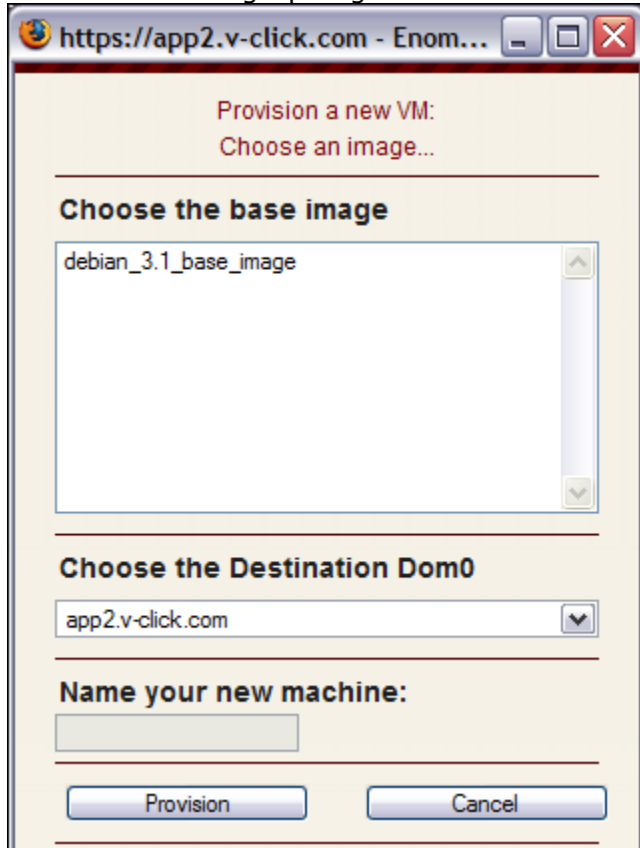 https://app2.v-click.com - Enom...
Provision a new VM:
Choose an image...
Choose the base image
debian_3.1_base_image
Choose the Destination Dom0
app2.v-click.com
Name your new machine:
Provision Cancel